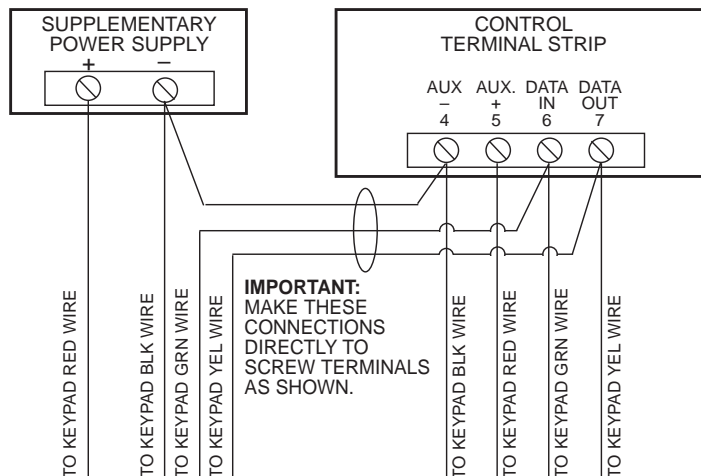 SUPPLEMENTARY
POWER SUPPLY
+ –
CONTROL
TERMINAL STRIP
AUX AUX. DATA DATA
– + IN OUT
4 5 6 7
IMPORTANT:
MAKE THESE
CONNECTIONS
DIRECTLY TO
SCREW TERMINALS
AS SHOWN.
TO KEYPAD RED WIRE
TO KEYPAD BLK WIRE
TO KEYPAD GRN WIRE
TO KEYPAD YEL WIRE
TO KEYPAD BLK WIRE
TO KEYPAD RED WIRE
TO KEYPAD GRN WIRE
TO KEYPAD YEL WIRE